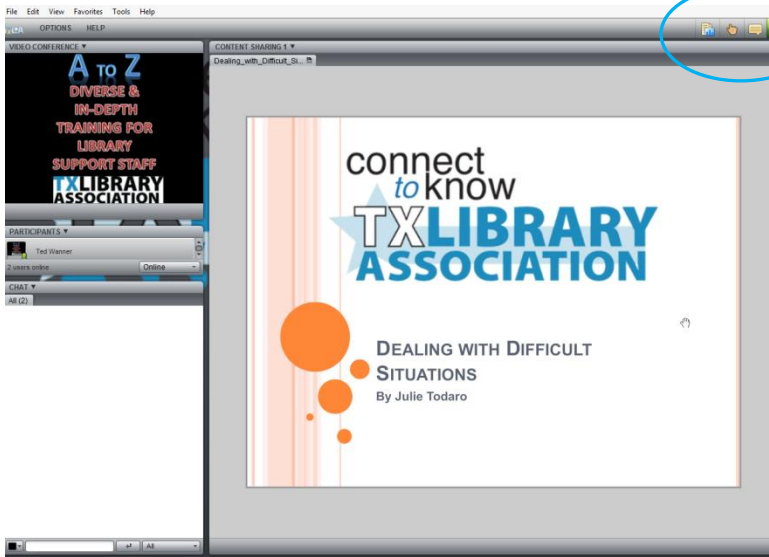 File Edit View Favorites Tools Help
OPTIONS HELP
VIDEO CONFERENCE
A TO Z
DIVERSE &
IN-DEPTH
TRAINING FOR
LIBRARY
SUPPORT STAFF
TXLIBRARY
ASSOCIATION
PARTICIPANTS
Ted Wanner
2 users online Online
CHAT
All (2)
All
CONTENT SHARING 1
Dealing_with_Difficult_Si...
connect
to know
TXLIBRARY
ASSOCIATION
DEALING WITH DIFFICULT
SITUATIONS
By Julie Todaro